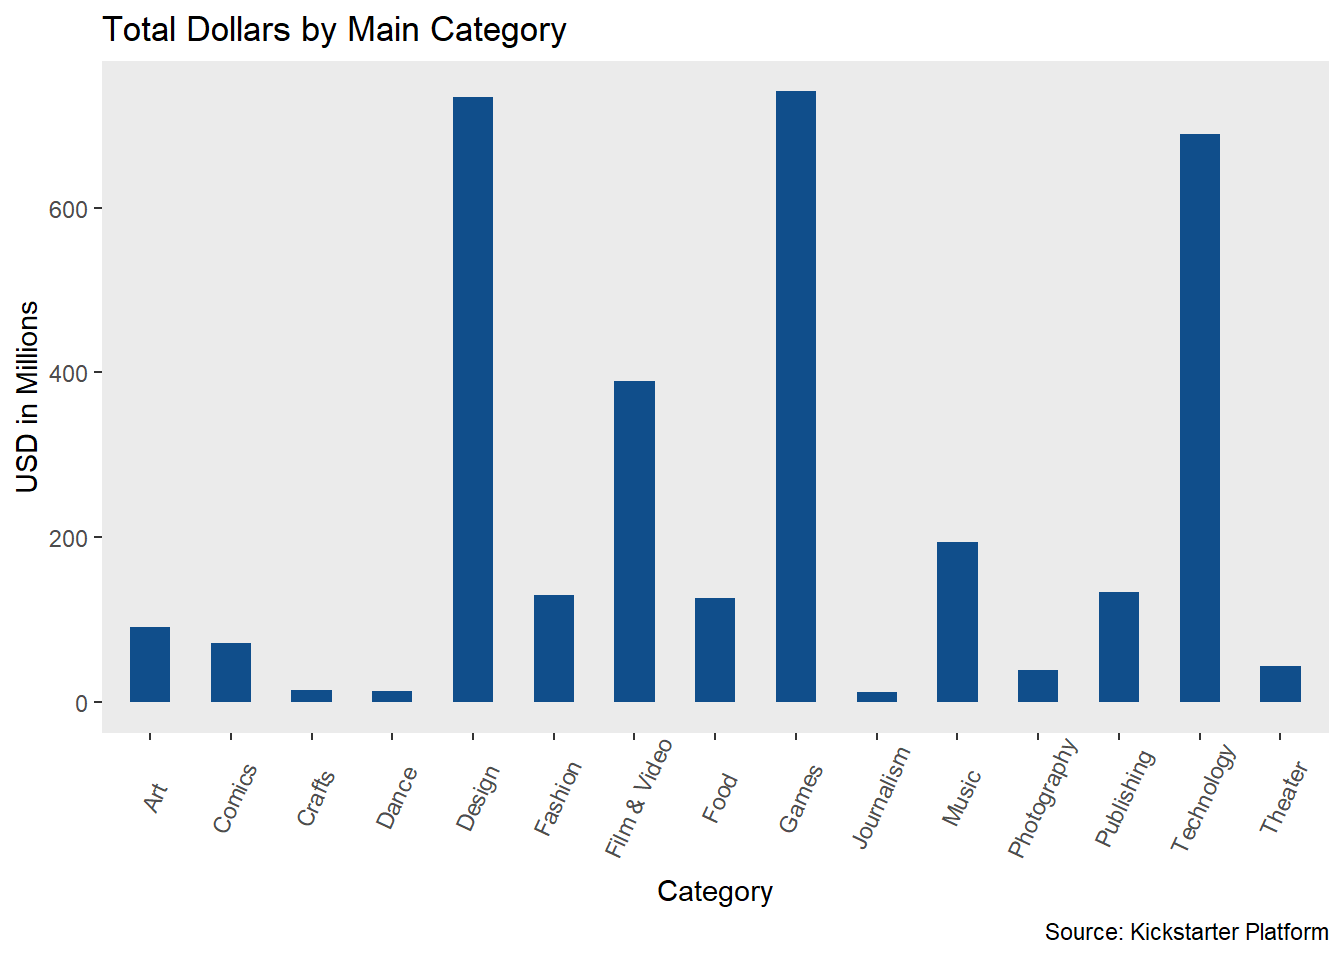 Total Dollars by Main Category
USD in Millions
600
400
200
0
Art
Comics
Crafts
Dance
Design
Fashion
Film & Video
Food
Games
Journalism
Music
Photography
Publishing
Technology
Theater
Category
Source: Kickstarter Platform